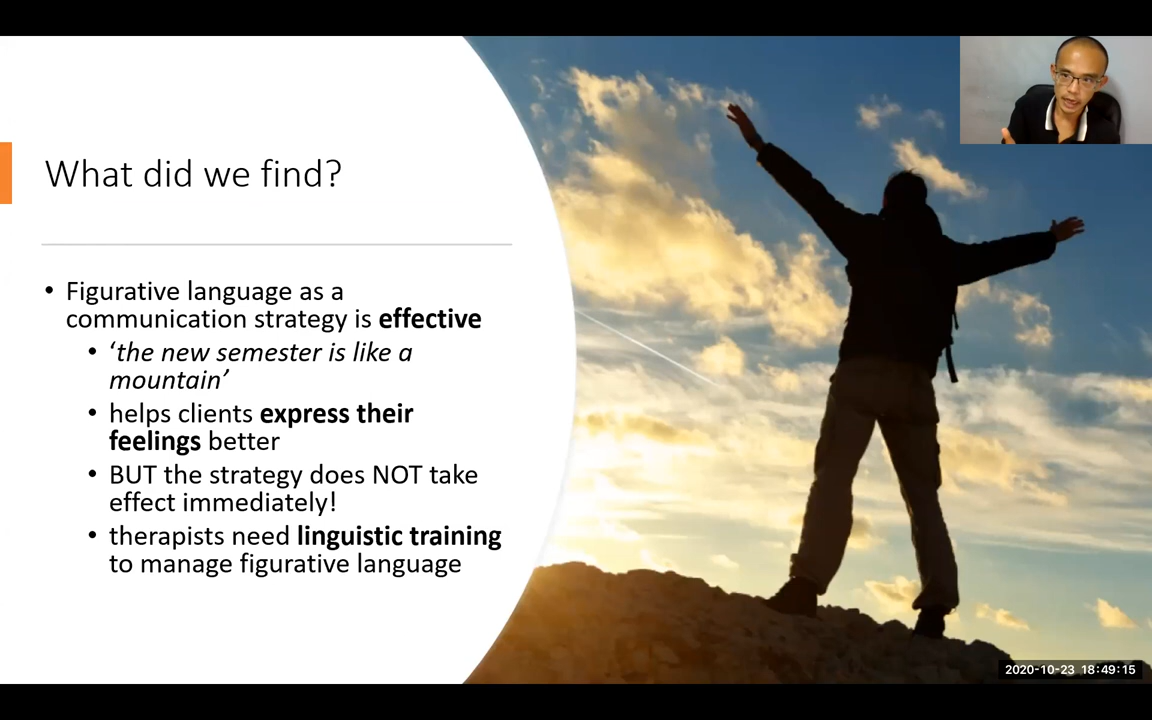 What did we find?
• Figurative language as a
communication strategy is effective
• ‘the new semester is like a
mountain’
• helps clients express their
feelings better
• BUT the strategy does NOT take
effect immediately!
• therapists need linguistic training
to manage figurative language
2020-10-23 18:49:15